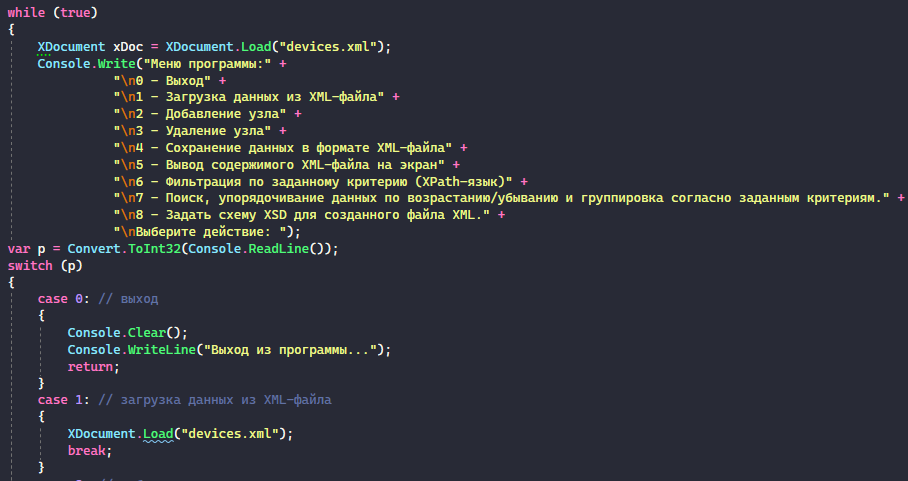 while (true)
{
XDocument xDoc = XDocument.Load("devices.xml");
Console.Write("Меню программы:" +
"\n0 - Выход" +
"\n1 - Загрузка данных из XML-файла" +
"\n2 - Добавление узла" +
"\n3 - Удаление узла" +
"\n4 - Сохранение данных в формате XML-файла" +
"\n5 - Вывод содержимого XML-файла на экран" +
"\n6 - Фильтрация по заданному критерию (XPath-язык)" +
"\n7 - Поиск, упорядочивание данных по возрастанию/убыванию и группировка согласно заданным критериям." +
"\n8 - Задать схему XSD для созданного файла XML." +
"\nВыберите действие: ");
var p = Convert.ToInt32(Console.ReadLine());
switch (p)
{
case 0: // выход
{
Console.Clear();
Console.WriteLine("Выход из программы...");
return;
}
case 1: // загрузка данных из XML-файла
{
XDocument.Load("devices.xml");
break;
}